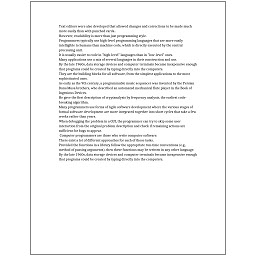 Text editors were also developed that allowed changes and corrections to be made much
more easily than with punched cards.
However, readability is more than just programming style.
Programmers typically use high-level programming languages that are more easily
intelligible to humans than machine code, which is directly executed by the central
processing unit.
It is usually easier to code in "high-level" languages than in "low-level" ones.
Many applications use a mix of several languages in their construction and use.
By the late 1960s, data storage devices and computer terminals became inexpensive enough
that programs could be created by typing directly into the computers.
They are the building blocks for all software, from the simplest applications to the most
sophisticated ones.
As early as the 9th century, a programmable music sequencer was invented by the Persian
Banu Musa brothers, who described an automated mechanical flute player in the Book of
Ingenious Devices.
He gave the first description of cryptanalysis by frequency analysis, the earliest code-
breaking algorithm.
Many programmers use forms of Agile software development where the various stages of
formal software development are more integrated together into short cycles that take a few
weeks rather than years.
When debugging the problem in a GUI, the programmer can try to skip some user
interaction from the original problem description and check if remaining actions are
sufficient for bugs to appear.
Computer programmers are those who write computer software.
There exist a lot of different approaches for each of those tasks.
Provided the functions in a library follow the appropriate run-time conventions (e.g.,
method of passing arguments), then these functions may be written in any other language.
By the late 1960s, data storage devices and computer terminals became inexpensive enough
that programs could be created by typing directly into the computers.